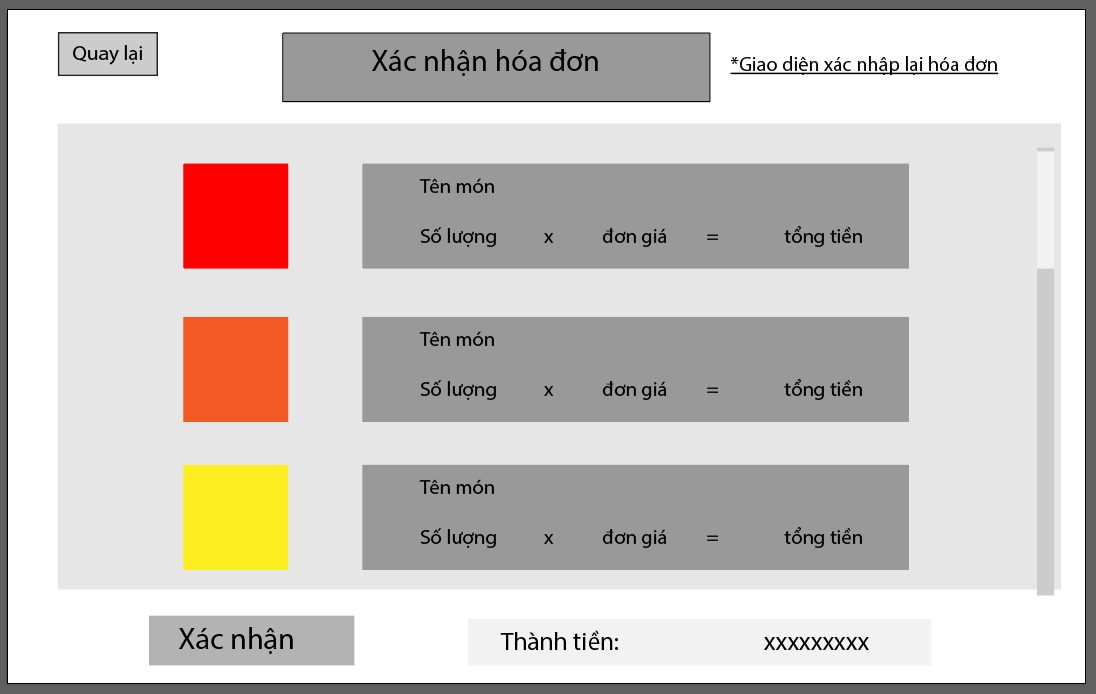 Quay lại
Xác nhận hóa đơn
*Giao diện xác nhập lại hóa đơn
Tên món
Số lượng x đơn giá = tổng tiền
Tên món
Số lượng x đơn giá = tổng tiền
Tên món
Số lượng x đơn giá = tổng tiền
Xác nhận
Thành tiền: xxxxxxxxx